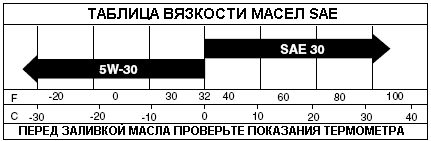 ТАБЛИЦА ВЯЗКОСТИ МАСЕЛ SAE
SAE 30
5W-30
F -20 0 30 32 40 60 80 100
C -30 -20 -10 0 10 20 30 40
ПЕРЕД ЗАЛИВКОЙ МАСЛА ПРОВЕРЬТЕ ПОКАЗАНИЯ ТЕРМОМЕТРА